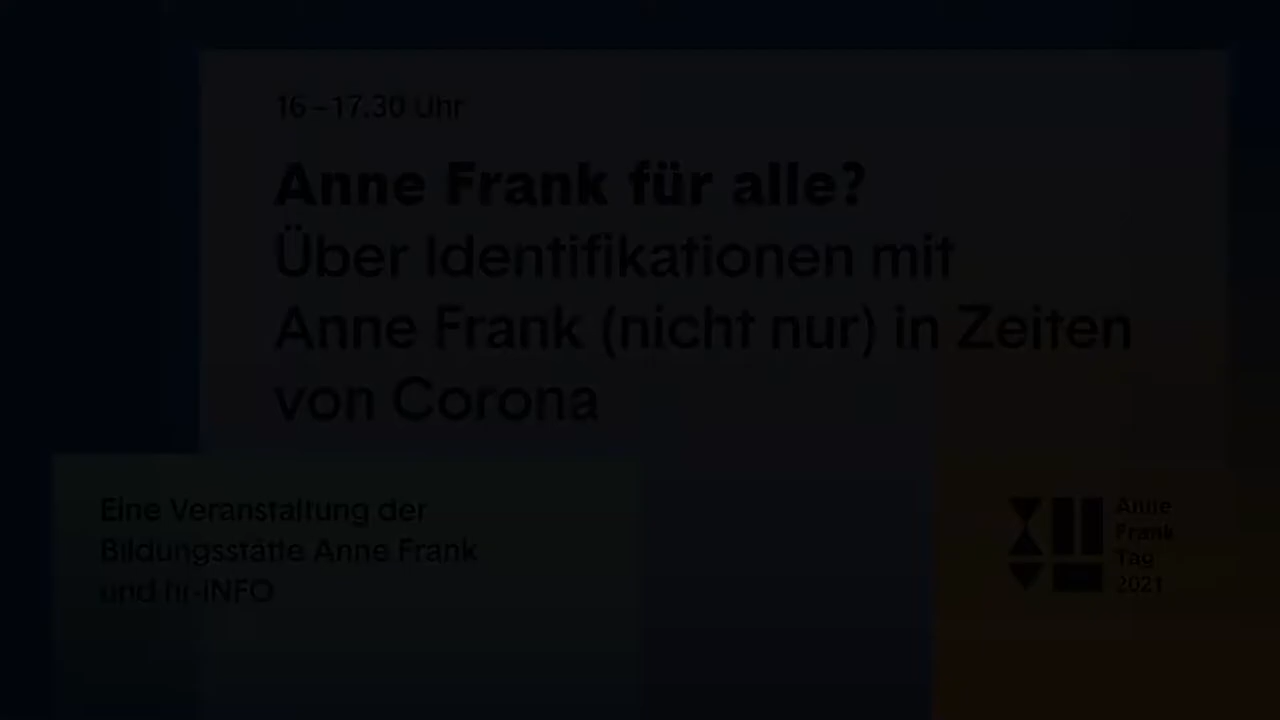 16 – 17.30 Uhr
Anne Frank für alle?
Über Identifikationen mit
Anne Frank (nicht nur) in Zeiten
von Corona
Eine Veranstaltung der
Bildungsstätte Anne Frank
und hr-iNFO
Anne
Frank
Tag
2021